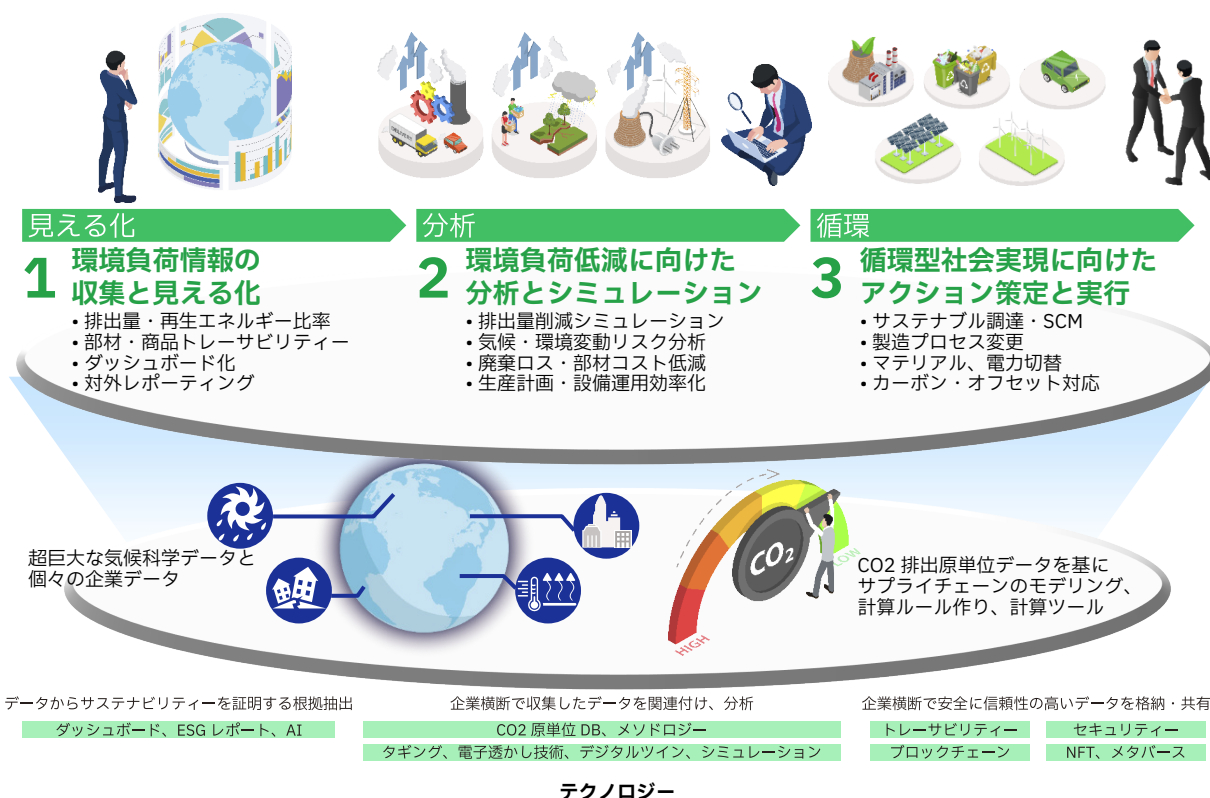 見える化
1
環境負荷情報の
収集と見える化
• 排出量・再生エネルギー比率
• 部材・商品トレーサビリティー
• ダッシュボード化
• 対外レポーティング
分析
2
環境負荷低減に向けた
分析とシミュレーション
• 排出量削減シミュレーション
• 気候・環境変動リスク分析
• 廃棄ロス・部材コスト低減
• 生産計画・設備運用効率化
循環
3
循環型社会実現に向けた
アクション策定と実行
• サステナブル調達・SCM
• 製造プロセス変更
• マテリアル、電力切替
• カーボン・オフセット対応
超巨大な気候科学データと
個々の企業データ
CO2
LOW
HIGH
CO2 排出原単位データを基に
サプライチェーンのモデリング、
計算ルール作り、計算ツール
データからサステナビリティーを証明する根拠抽出
ダッシュボード、ESG レポート、AI
企業横断で収集したデータを関連付け、分析
CO2 原単位 DB、メソドロジー
タギング、電子透かし技術、デジタルツイン、シミュレーション
企業横断で安全に信頼性の高いデータを格納・共有
トレーサビリティー
セキュリティー
ブロックチェーン
NFT、メタバース
テクノロジー